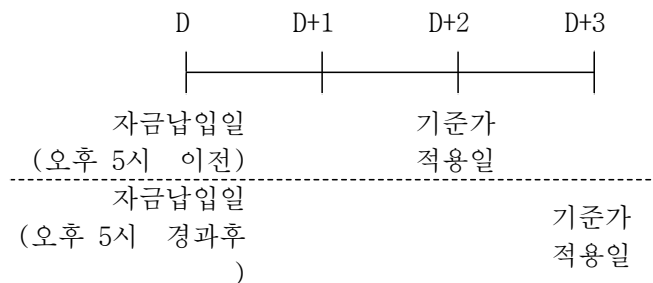 D D+1 D+2 D+3
자금납입일 기준가
(오후 5시 이전) 적용일
자금납입일
(오후 5시 경과후
)
기준가
적용일